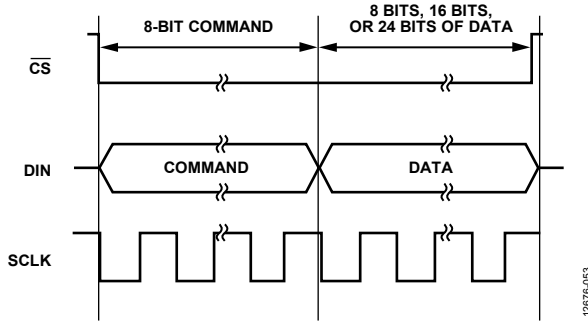 8 BITS, 16 BITS,
8-BIT COMMAND
OR 24 BITS OF DATA
CS
DIN
COMMAND
DATA
SCLK
12676-053